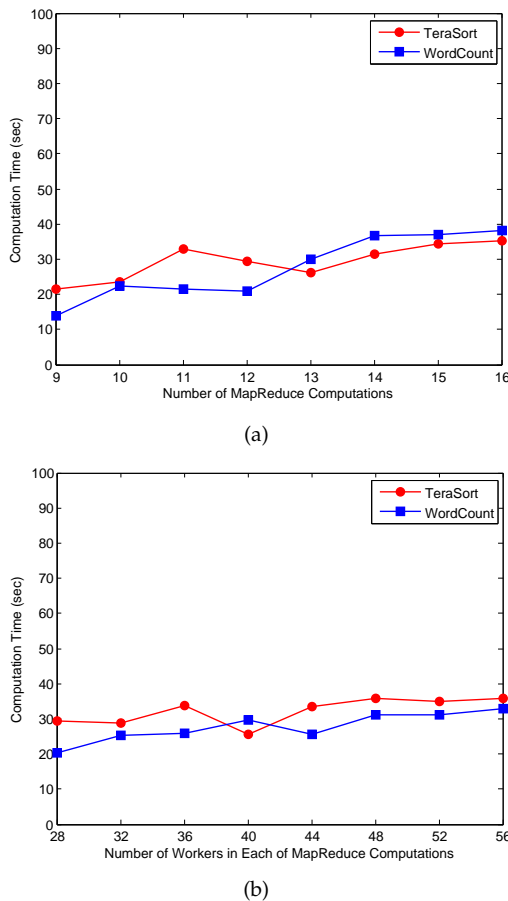 100
90
80
70
60
50
40
30
20
10
0
Computation Time (sec)
TeraSort
WordCount
9 10 11 12 13 14 15 16
Number of MapReduce Computations
(a)
100
90
80
70
60
50
40
30
20
10
0
Computation Time (sec)
TeraSort
WordCount
28 32 36 40 44 48 52 56
Number of Workers in Each of MapReduce Computations
(b)